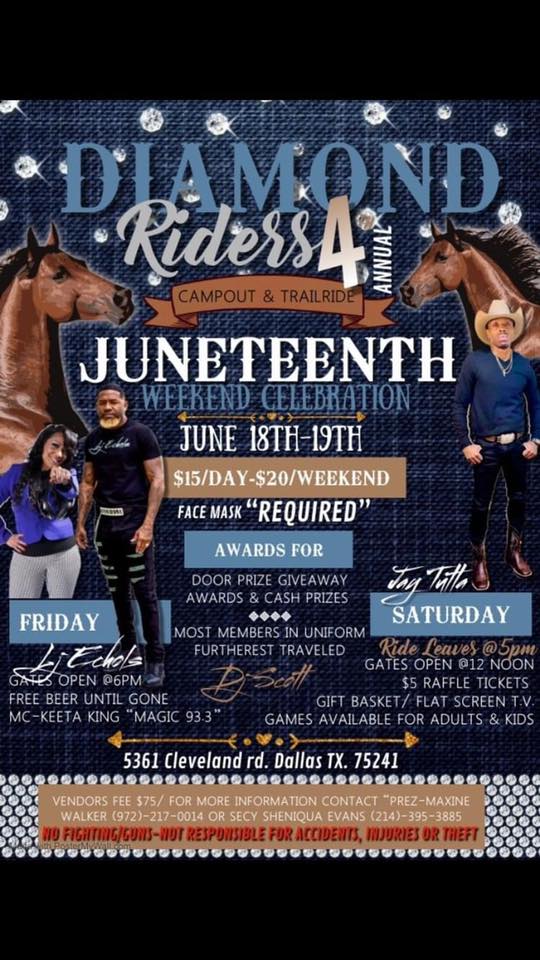 DIAMOND
Riders 4 ANNUAL
CAMPOUT & TRAILRIDE
JUNETEENTH
WEEKEND CELEBRATION
JUNE 18TH-19TH
$15/DAY-$20/WEEKEND
FACE MASK "REQUIRED"
AWARDS FOR
DOOR PRIZE GIVEAWAY
AWARDS & CASH PRIZES
MOST MEMBERS IN UNIFORM
FURTHEREST TRAVELED
Dj Scott
FRIDAY
Lj Echols
GATES OPEN @6PM
FREE BEER UNTIL GONE
MC-KEETA KING "MAGIC 93.3"
Jay Tutta
SATURDAY
Ride Leaves @5pm
GATES OPEN @12 NOON
$5 RAFFLE TICKETS
GIFT BASKET/ FLAT SCREEN T.V.
GAMES AVAILABLE FOR ADULTS & KIDS
5361 Cleveland rd. Dallas TX. 75241
VENDORS FEE $75/ FOR MORE INFORMATION CONTACT "PREZ-MAXINE
WALKER (972)-217-0014 OR SECY SHENIQUA EVANS (214)-395-3885
NO FIGHTING/GUNS-NOT RESPONSIBLE FOR ACCIDENTS, INJURIES OR THEFT
PosterMyWall.com